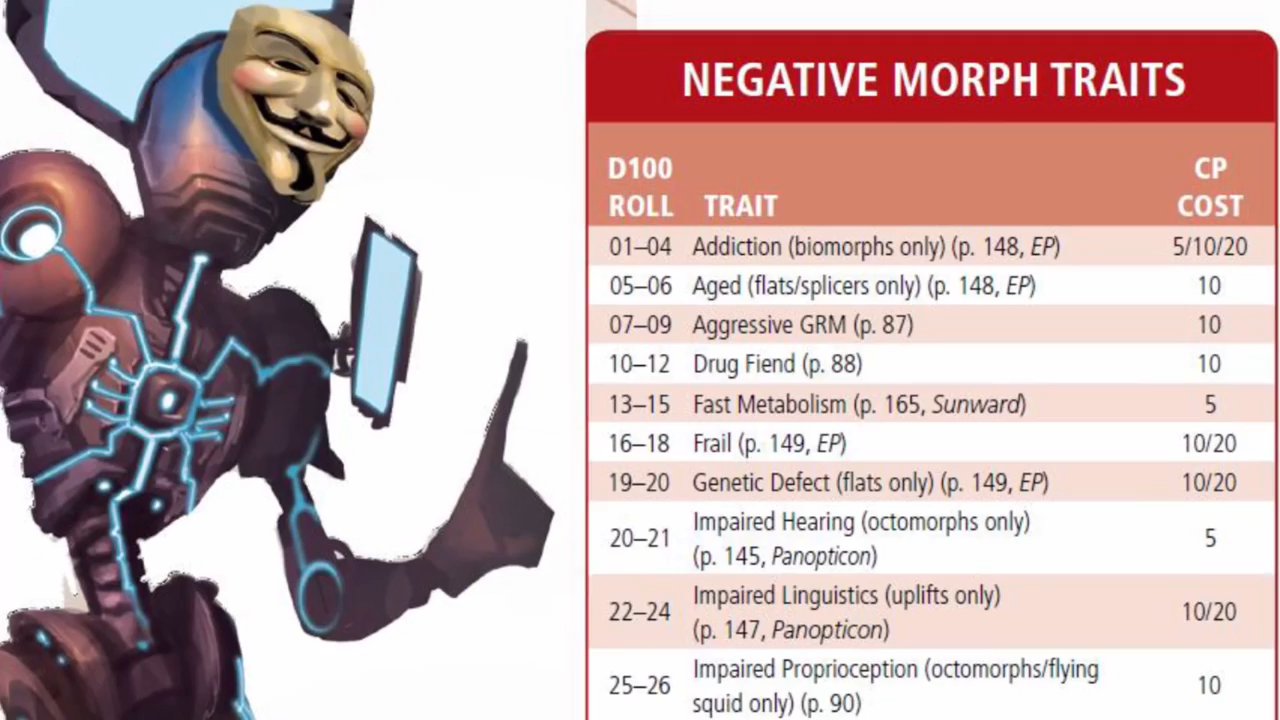 NEGATIVE MORPH TRAITS
D100 ROLL TRAIT CP COST
01–04 Addiction (biomorphs only) (p. 148, EP) 5/10/20
05–06 Aged (flats/splicers only) (p. 148, EP) 10
07–09 Aggressive GRM (p. 87) 10
10–12 Drug Fiend (p. 88) 10
13–15 Fast Metabolism (p. 165, Sunward) 5
16–18 Frail (p. 149, EP) 10/20
19–20 Genetic Defect (flats only) (p. 149, EP) 10/20
20–21 Impaired Hearing (octomorphs only)
(p. 145, Panopticon) 5
22–24 Impaired Linguistics (uplifts only)
(p. 147, Panopticon) 10/20
25–26 Impaired Proprioception (octomorphs/flying
squid only) (p. 90) 10